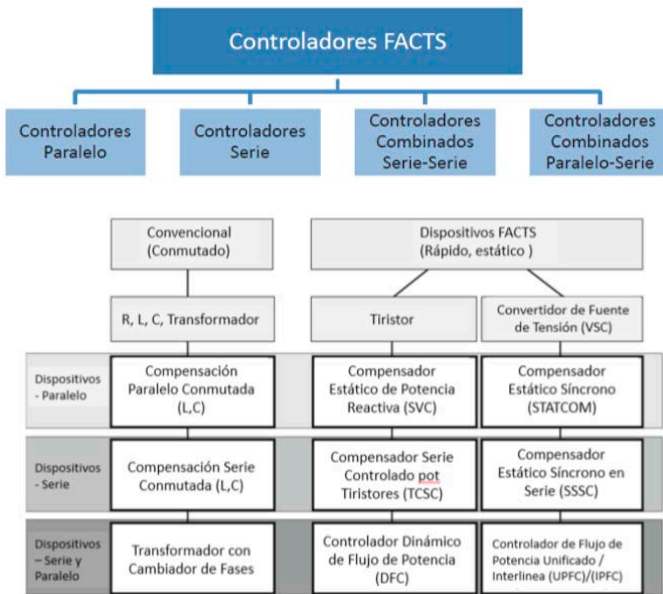 Controladores FACTS
Controladores
Paralelo
Controladores
Serie
Controladores
Combinados
Serie-Serie
Controladores
Combinados
Paralelo-Serie
Convencional
(Conmutado)
Dispositivos FACTS
(Rápido, estático )
R, L, C, Transformador
Tiristor
Convertidor de Fuente
de Tensión (VSC)
Dispositivos
- Paralelo
Compensación
Paralelo Conmutada
(L,C)
Compensador
Estático de Potencia
Reactiva (SVC)
Compensador
Estático Síncrono
(STATCOM)
Dispositivos
- Serie
Compensación Serie
Conmutada (L,C)
Compensador Serie
Controlado pot
Tiristores (TCSC)
Compensador
Estático Síncrono en
Serie (SSSC)
Dispositivos
– Serie y
Paralelo
Transformador con
Cambiador de Fases
Controlador Dinámico
de Flujo de Potencia
(DFC)
Controlador de Flujo de
Potencia Unificado /
Interlinea (UPFC)/(IPFC)